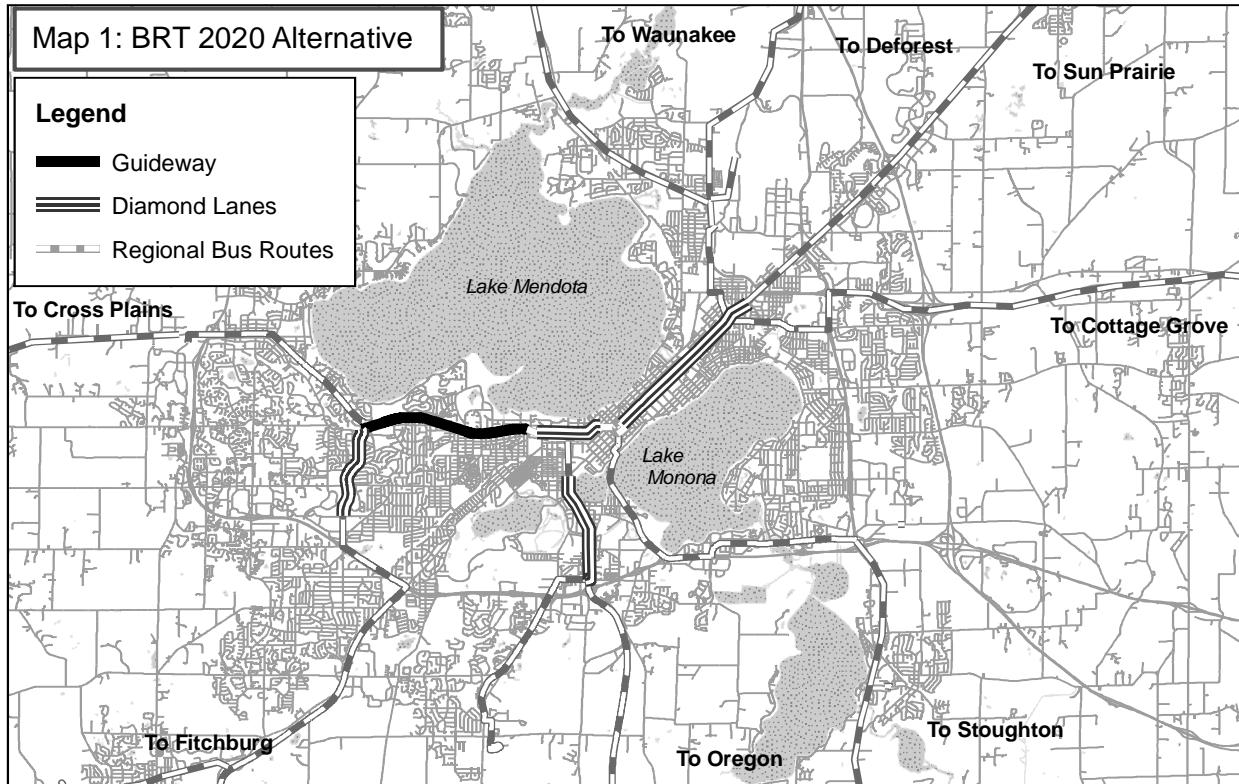 Map 1: BRT 2020 Alternative
Legend
Guideway
Diamond Lanes
Regional Bus Routes
To Waunakee
To Deforest
To Sun Prairie
Lake Mendota
To Cross Plains
To Cottage Grove
Lake
Monona
To Fitchburg
To Oregon
To Stoughton